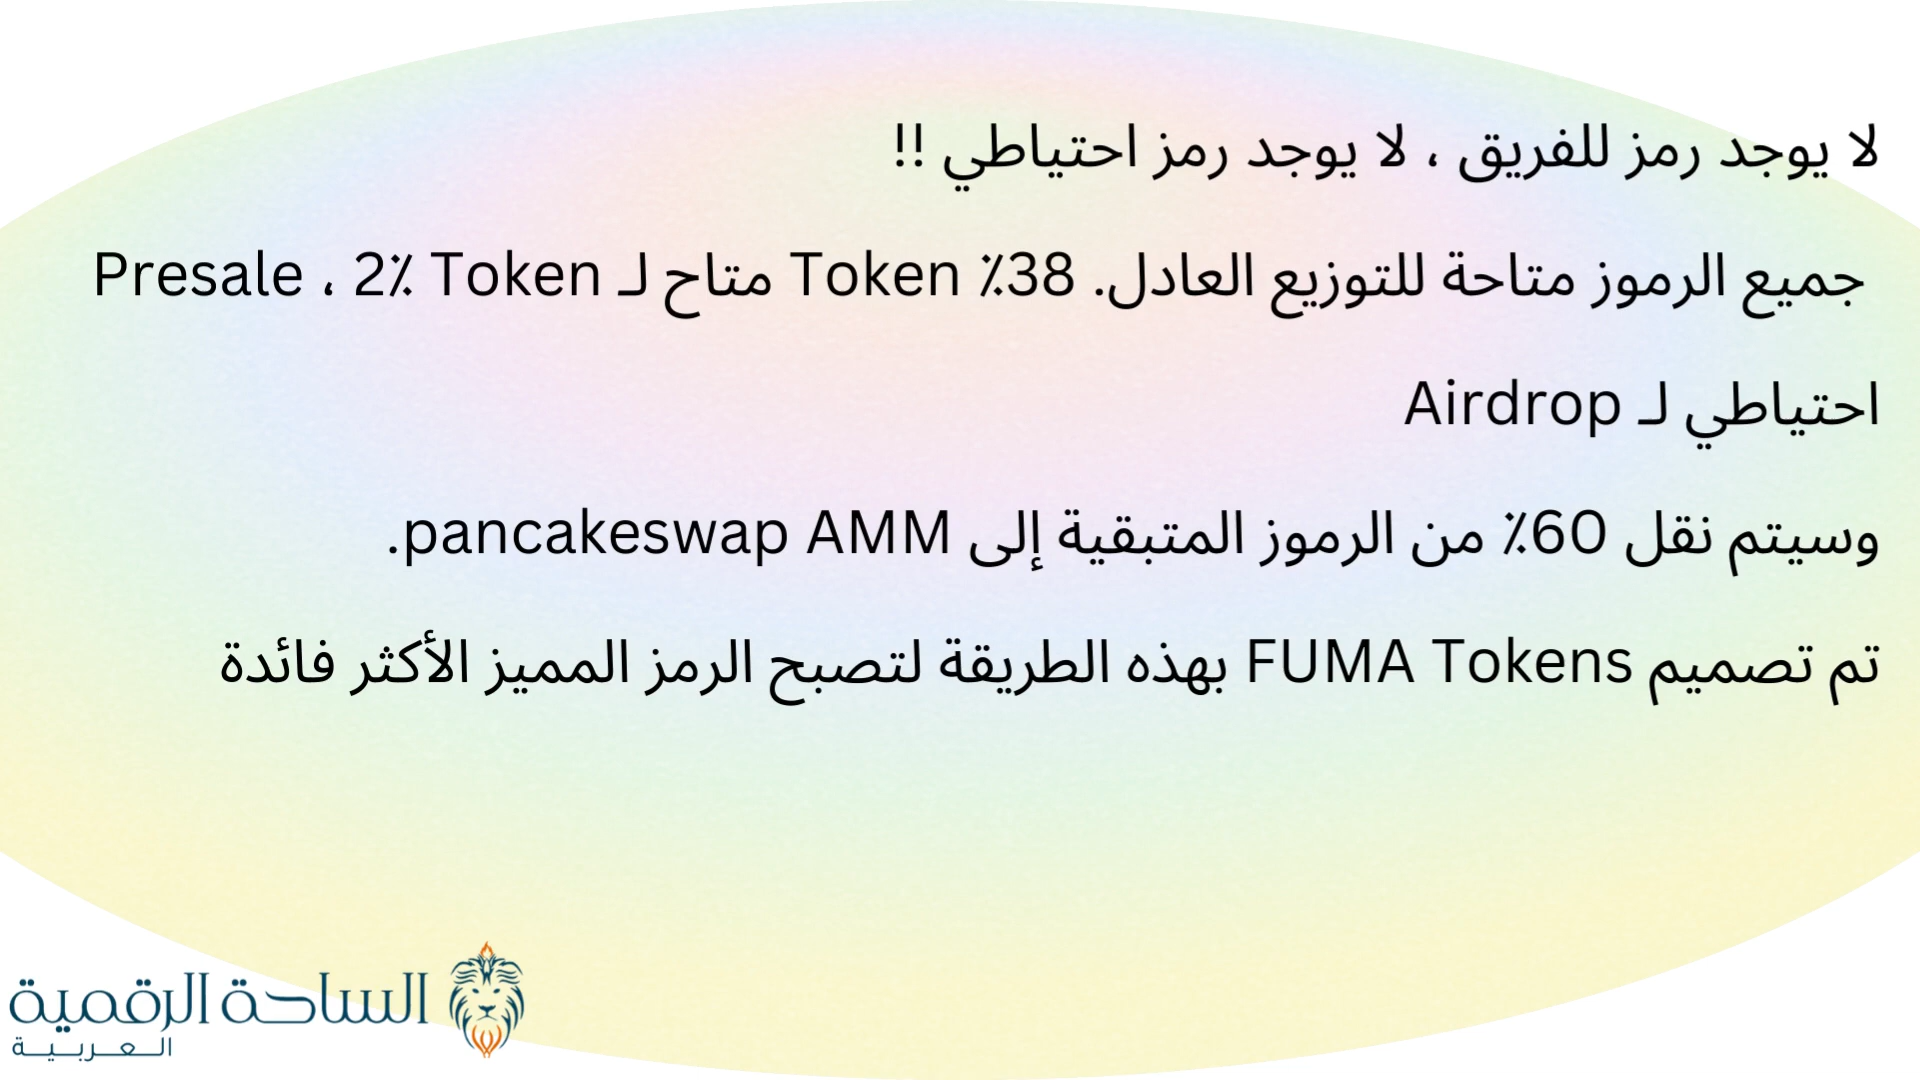 لا يوجد رمز للفريق ، لا يوجد رمز احتياطي !!
جميع الرموز متاحة للتوزيع العادل. 38٪ Token متاح لـ Presale ، 2٪ Token
احتياطي لـ Airdrop
وسيتم نقل 60٪ من الرموز المتبقية إلى pancakeswap AMM.
تم تصميم FUMA Tokens بهذه الطريقة لتصبح الرمز المميز الأكثر فائدة
الساحة الرقمية
العربية